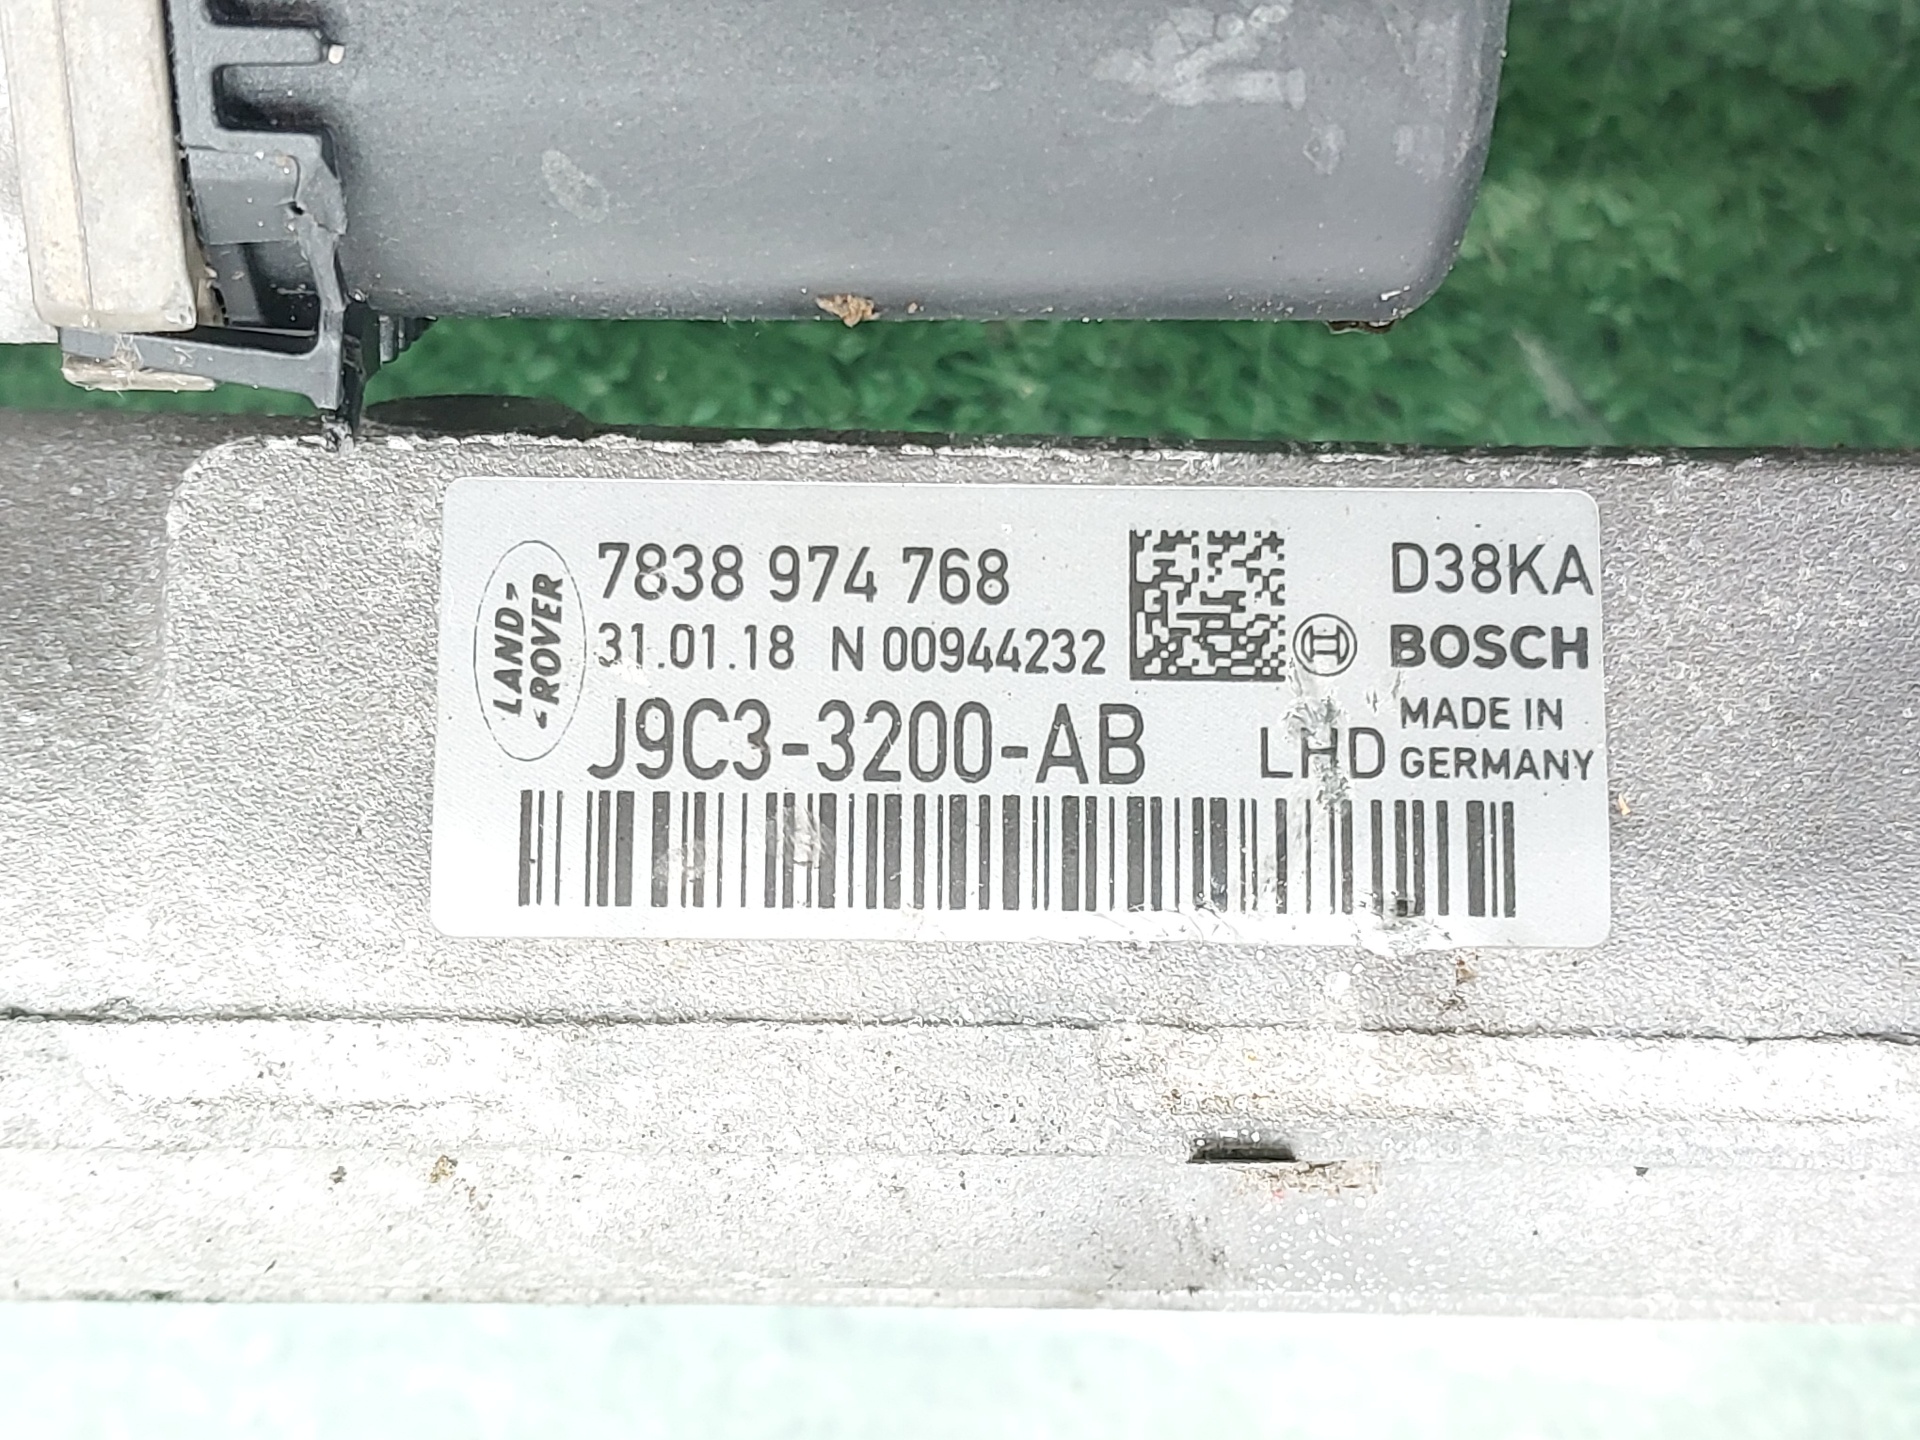 LAND-
-ROVER
7838 974 768
D38KA
31.01.18 N 00944232
BOSCH
J9C3-3200-AB
LHD
MADE IN
GERMANY